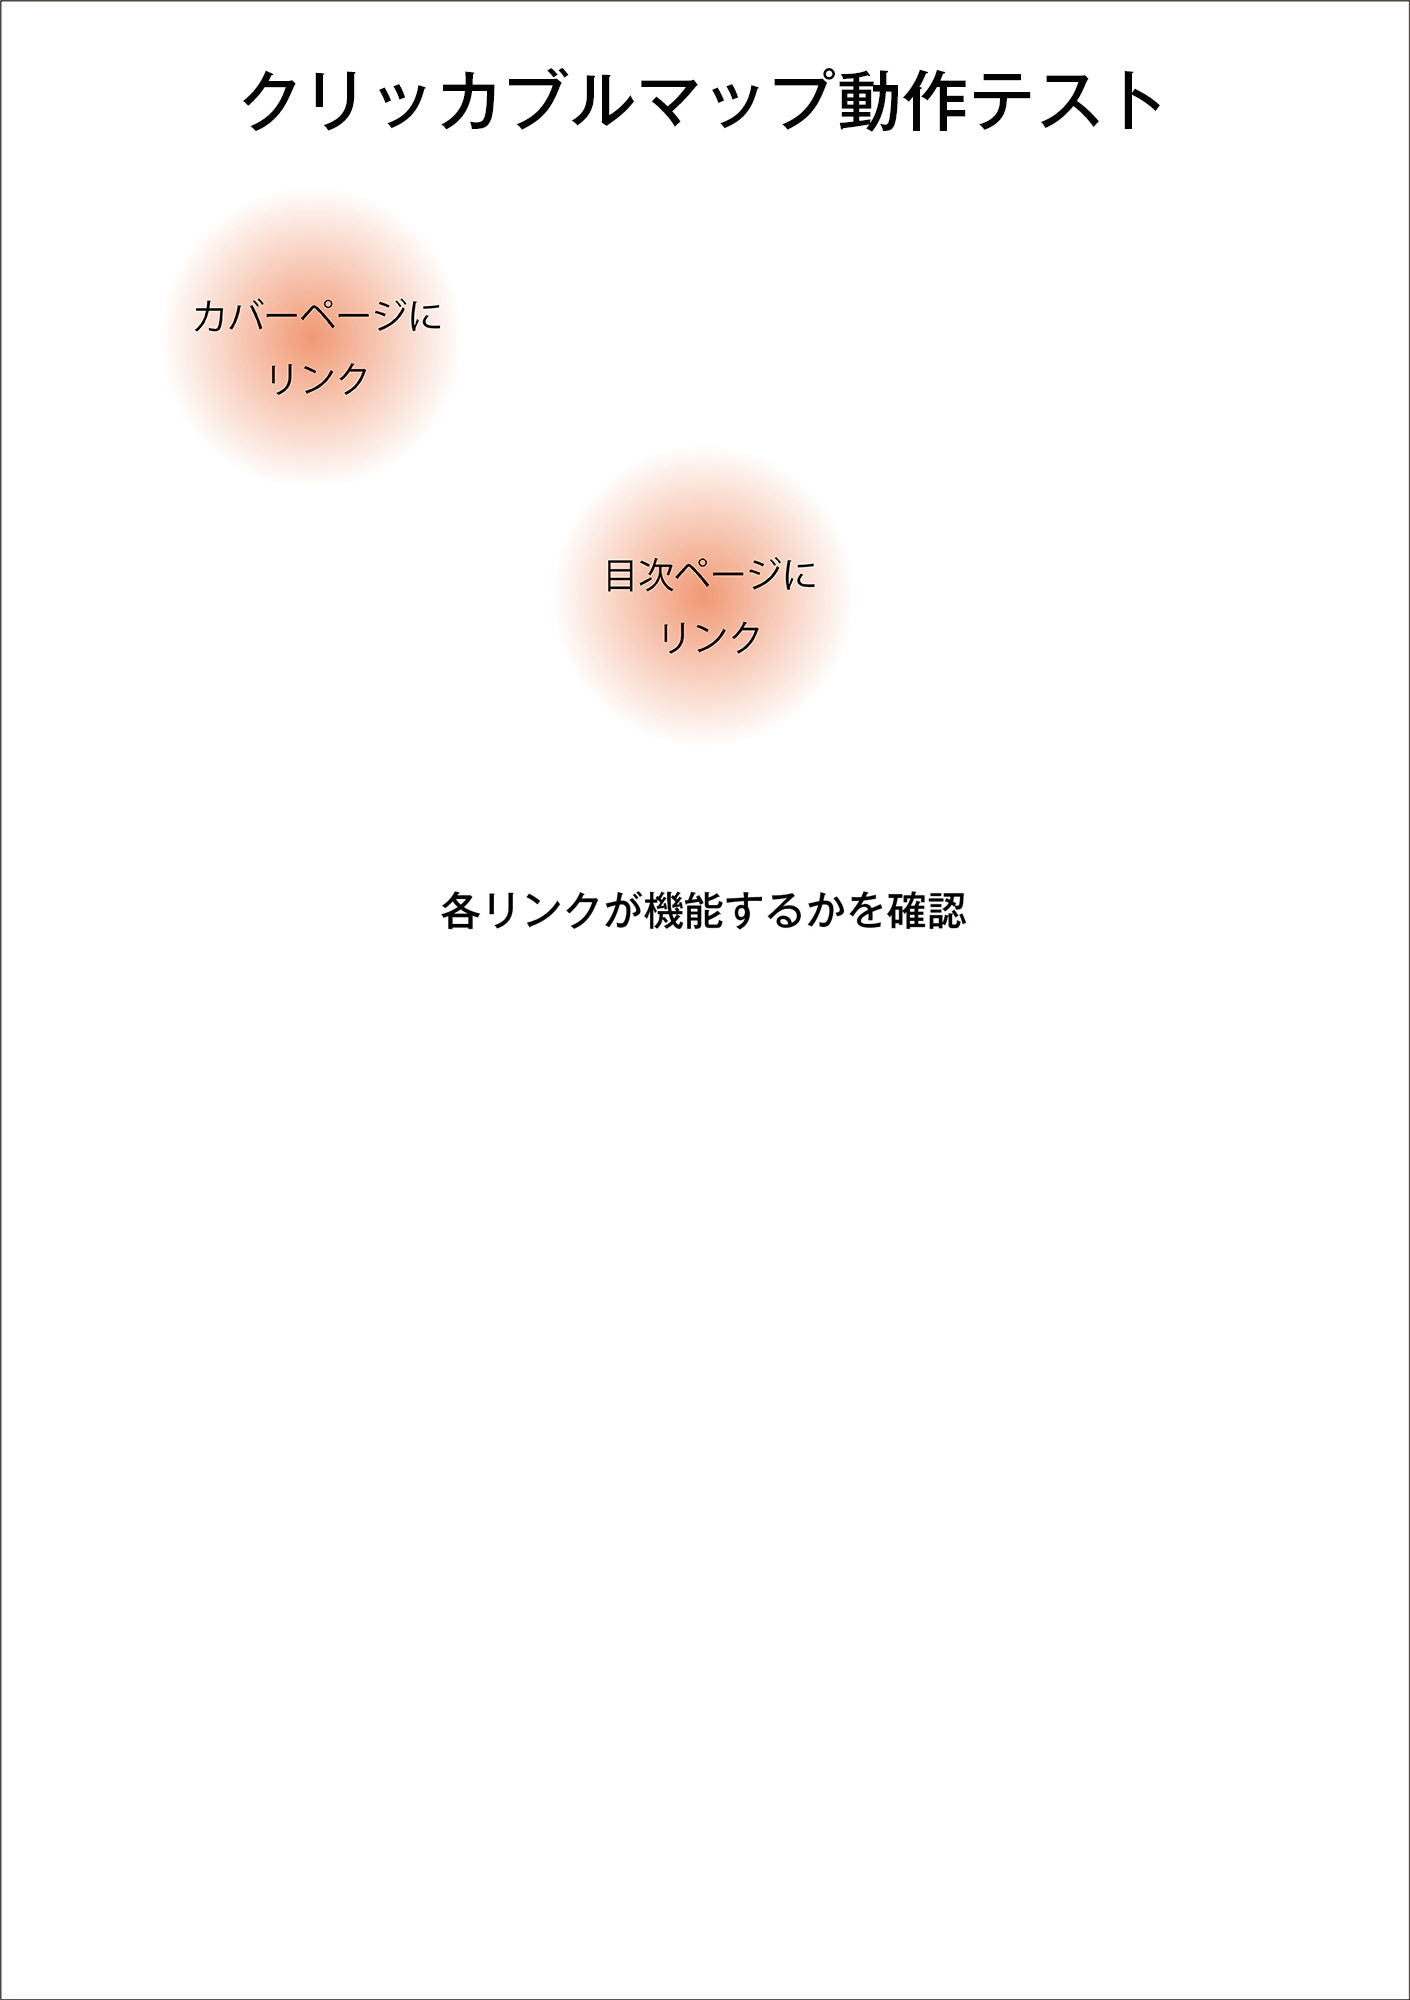 クリッカブルマップ動作テスト
カバーページに
リンク
目次ページに
リンク
各リンクが機能するかを確認